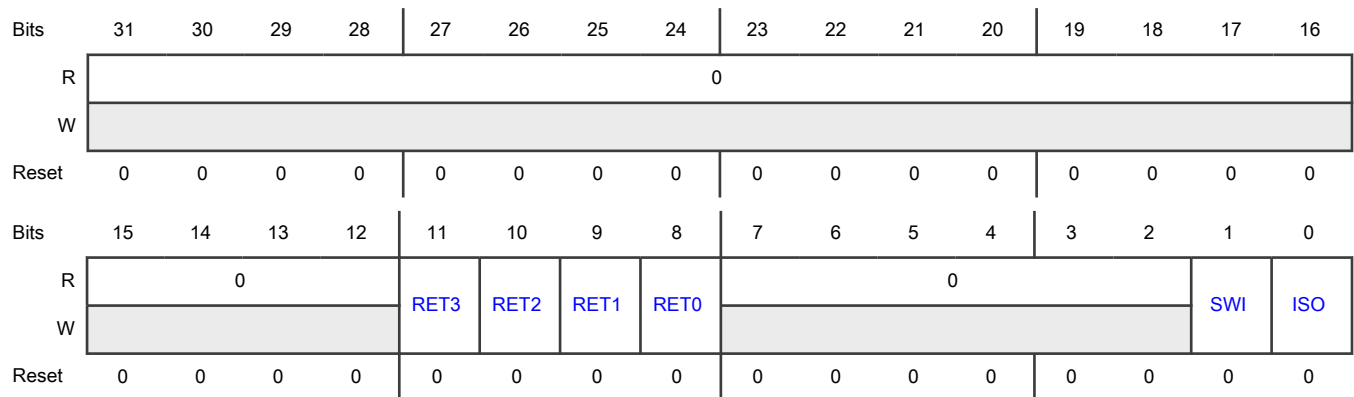 Bits 31 30 29 28 27 26 25 24 23 22 21 20 19 18 17 16
R 0
W
Reset 0 0 0 0 0 0 0 0 0 0 0 0 0 0 0 0
Bits 15 14 13 12 11 10 9 8 7 6 5 4 3 2 1 0
R 0 RET3 RET2 RET1 RET0 0 SWI ISO
W
Reset 0 0 0 0 0 0 0 0 0 0 0 0 0 0 0 0